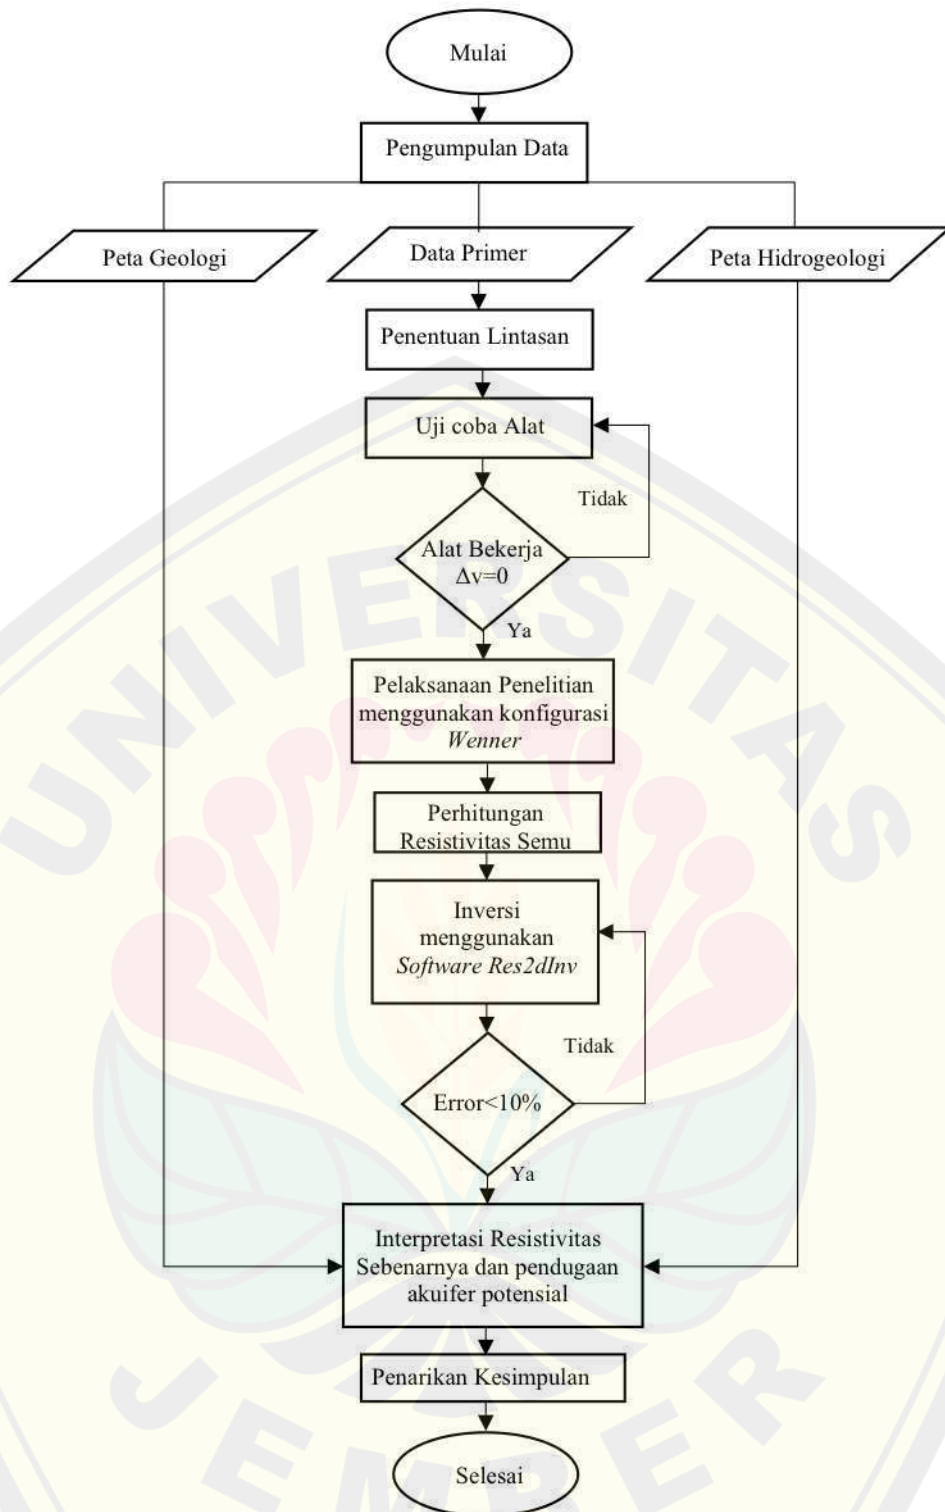 Mulai
Pengumpulan Data
Peta Geologi
Data Primer
Peta Hidrogeologi
Penentuan Lintasan
Uji coba Alat
Tidak
Alat Bekerja
Δv=0
Ya
Pelaksanaan Penelitian
menggunakan konfigurasi
Wenner
Perhitungan
Resistivitas Semu
Inversi
menggunakan
Software Res2dInv
Tidak
Error<10%
Ya
Interpretasi Resistivitas
Sebenarnya dan pendugaan
akuifer potensial
Penarikan Kesimpulan
Selesai
UNIVERSITAS
JEMBER